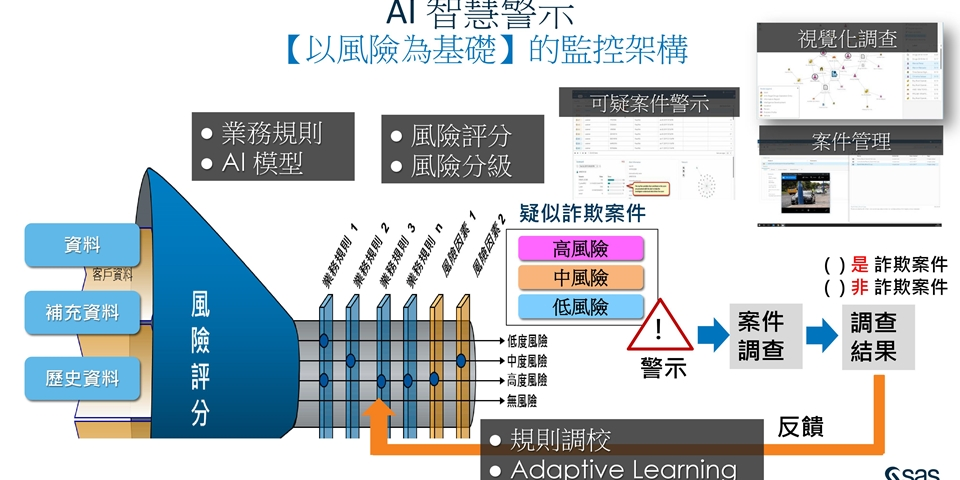 AI 智慧警示
【以風險為基礎】的監控架構
視覺化調查
可疑案件警示
案件管理
● 業務規則
● AI 模型
● 風險評分
● 風險分級
資料
客戶資料
補充資料
歷史資料
風險評分
業務規則 1
業務規則 2
業務規則 3
業務規則 n
風險因素 1
風險因素 2
疑似詐欺案件
高風險
中風險
低風險
低度風險
中度風險
高度風險
無風險
!
警示
案件
調查
( ) 是 詐欺案件
( ) 非 詐欺案件
調查
結果
反饋
● 規則調校
● Adaptive Learning
sas